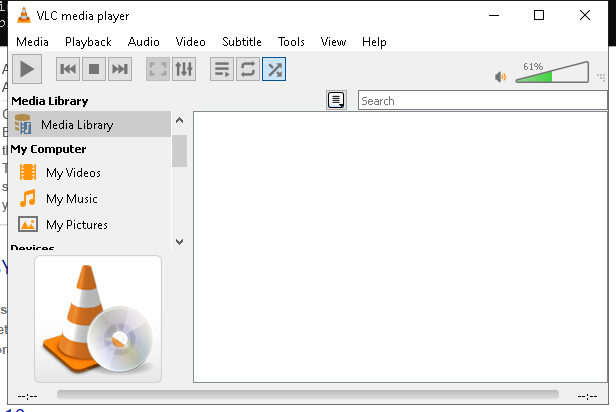 VLC media player
Media Playback Audio Video Subtitle Tools View Help
61%
Media Library
Search
Media Library
My Computer
My Videos
My Music
My Pictures
Devices
--:-- --:--